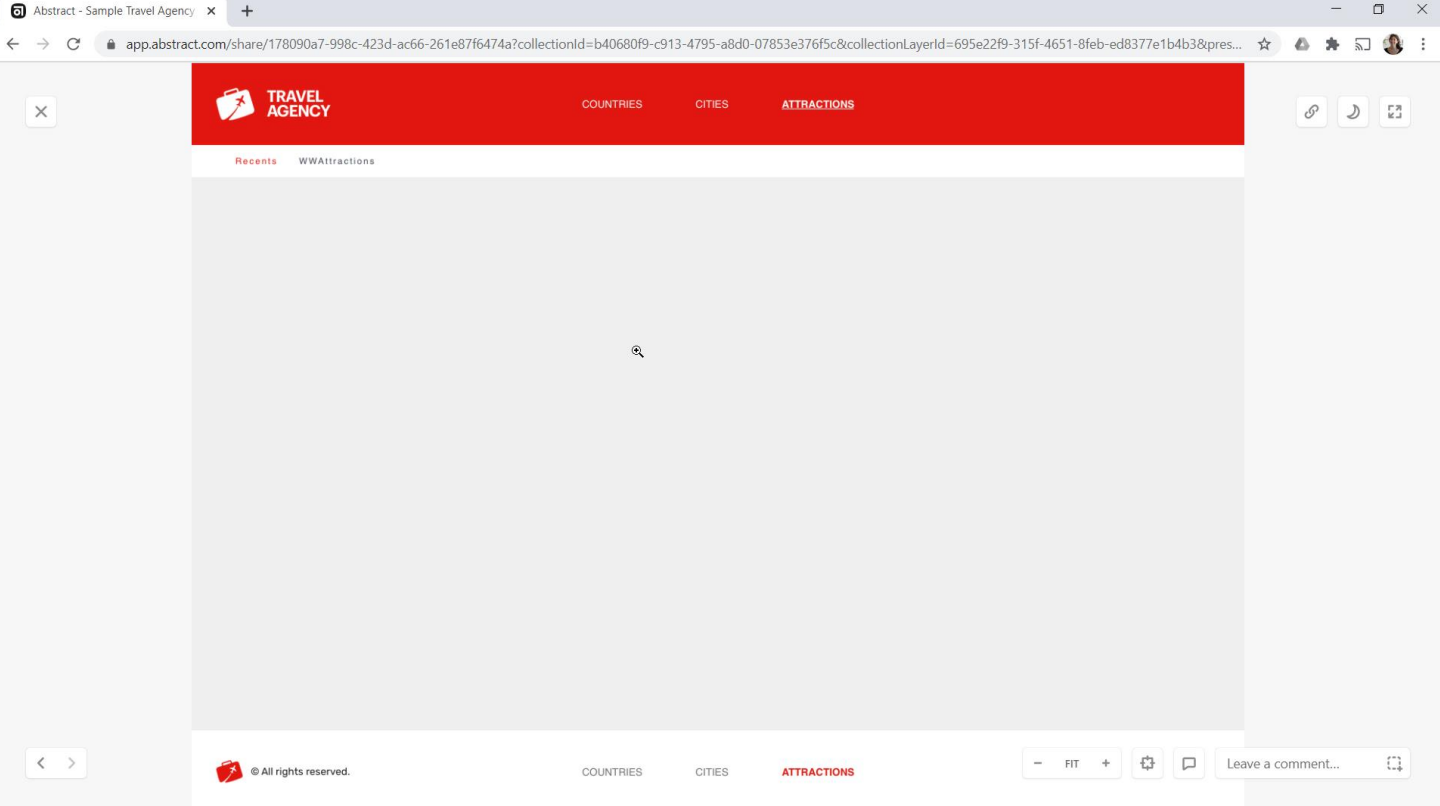 Abstract - Sample Travel Agency
app.abstract.com/share/178090a7-998c-423d-ac66-261e87f6474a?collectionId=b40680f9-c913-4795-a8d0-07853e376f5c&collectionLayerId=695e22f9-315f-4651-8feb-ed8377e1b4b3&pres...
TRAVEL
AGENCY
COUNTRIES CITIES ATTRACTIONS
Recents WWAttractions
© All rights reserved. COUNTRIES CITIES ATTRACTIONS
FIT
Leave a comment...